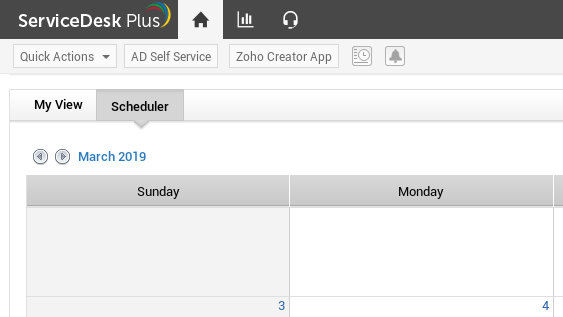 ServiceDesk Plus
Quick Actions AD Self Service Zoho Creator App
My View Scheduler
March 2019
Sunday Monday
3 4